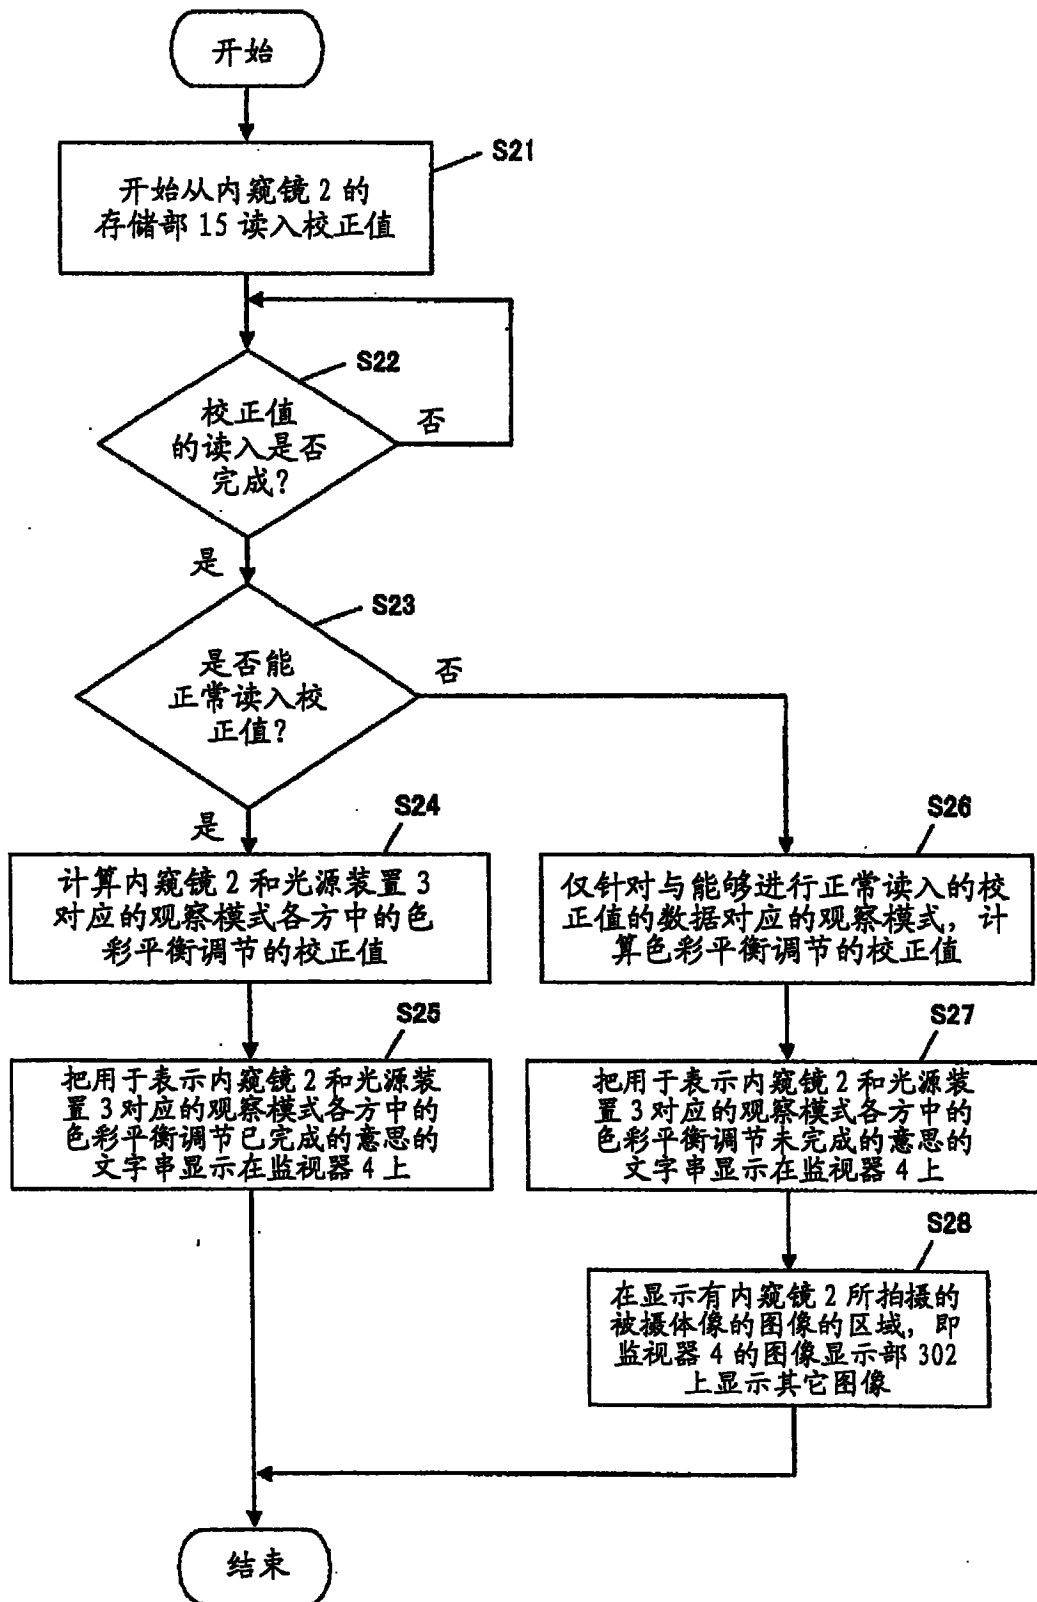 开始
S21
开始从内窥镜2的
存储部15读入校正值
S22
校正值
的读入是否
完成?
否
是
S23
是否能
正常读入校
正值?
否
是
S24
计算内窥镜2和光源装置3
对应的观察模式各方中的色
彩平衡调节的校正值
S26
仅针对与能够进行正常读入的校
正值的数据对应的观察模式,计
算色彩平衡调节的校正值
S25
把用于表示内窥镜2和光源装
置3对应的观察模式各方中的
色彩平衡调节已完成的意思的
文字串显示在监视器4上
S27
把用于表示内窥镜2和光源装
置3对应的观察模式各方中的
色彩平衡调节未完成的意思的
文字串显示在监视器4上
S28
在显示有内窥镜2所拍摄的
被摄体像的图像的区域,即
监视器4的图像显示部302
上显示其它图像
结束